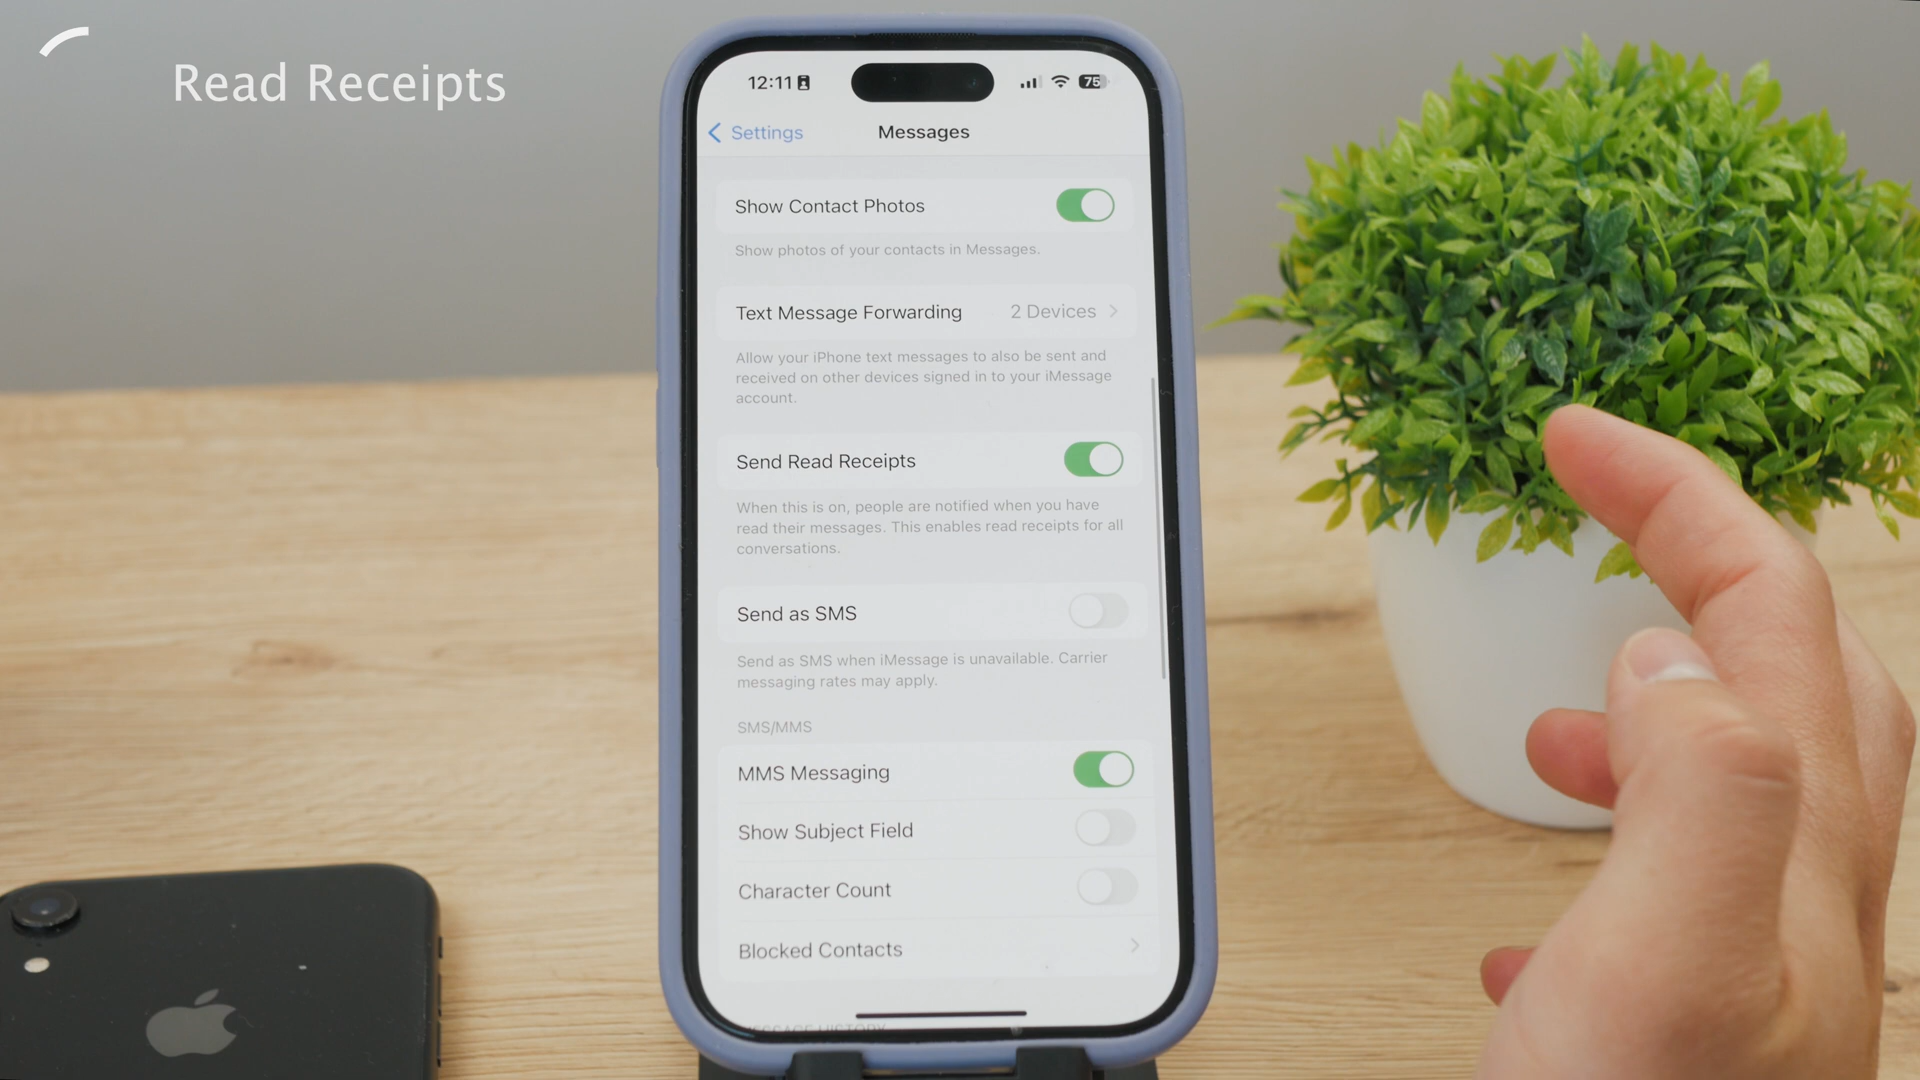 Read Receipts
12:11
75
Settings
Messages
Show Contact Photos
Show photos of your contacts in Messages.
Text Message Forwarding 2 Devices
Allow your iPhone text messages to also be sent and
received on other devices signed in to your iMessage
account.
Send Read Receipts
When this is on, people are notified when you have
read their messages. This enables read receipts for all
conversations.
Send as SMS
Send as SMS when iMessage is unavailable. Carrier
messaging rates may apply.
SMS/MMS
MMS Messaging
Show Subject Field
Character Count
Blocked Contacts
MESSAGE HISTORY